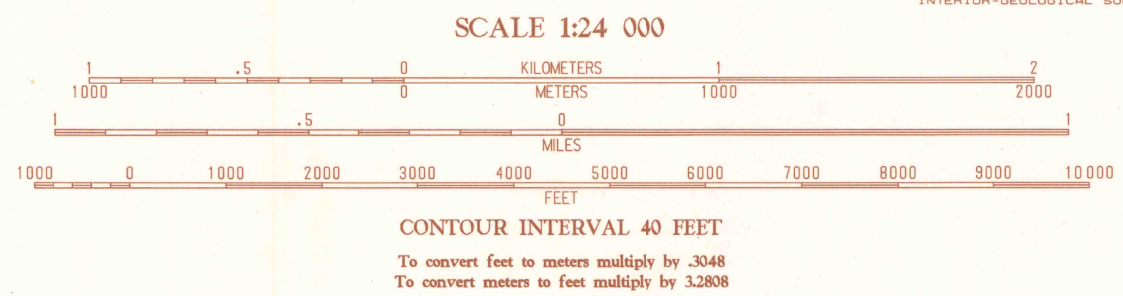 INTERIOR-GEOLOGICAL
SCALE 1:24 000
1 .5 0 KILOMETERS 1 2
1000 0 METERS 1000 2000
1 .5 0 1
MILES
1000 0 1000 2000 3000 4000 5000 6000 7000 8000 9000 10 000
FEET
CONTOUR INTERVAL 40 FEET
To convert feet to meters multiply by .3048
To convert meters to feet multiply by 3.2808